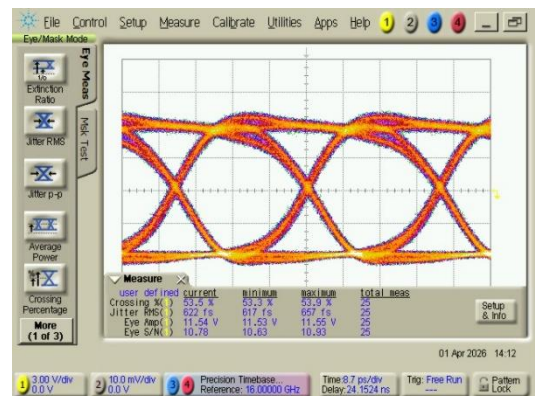 File Control Setup Measure Calibrate Utilities Apps Help 1 2 3 4
Eye/Mask Mode
Eye Meas
Msk Test
Extinction
Ratio
Jitter RMS
Jitter p-p
Average
Power
Crossing
Percentage
More
(1 of 3)
Measure
user defined current minimum maximum total meas
Crossing %( ) 53.5 % 53.3 % 53.9 % 25
Jitter RMS( ) 622 fs 617 fs 657 fs 25
Eye Amp( ) 11.54 V 11.53 V 11.55 V 25
Eye S/N( ) 10.78 10.63 10.93 25
Setup
& Info
01 Apr 2026 14:12
1 3.00 V/div
0.0 V
2 10.0 mV/div
0.0 V
3 4 Precision Timebase...
Reference: 16.00000 GHz
Time:8.7 ps/div
Delay:24.1524 ns
Trig: Free Run
---
Pattern
Lock